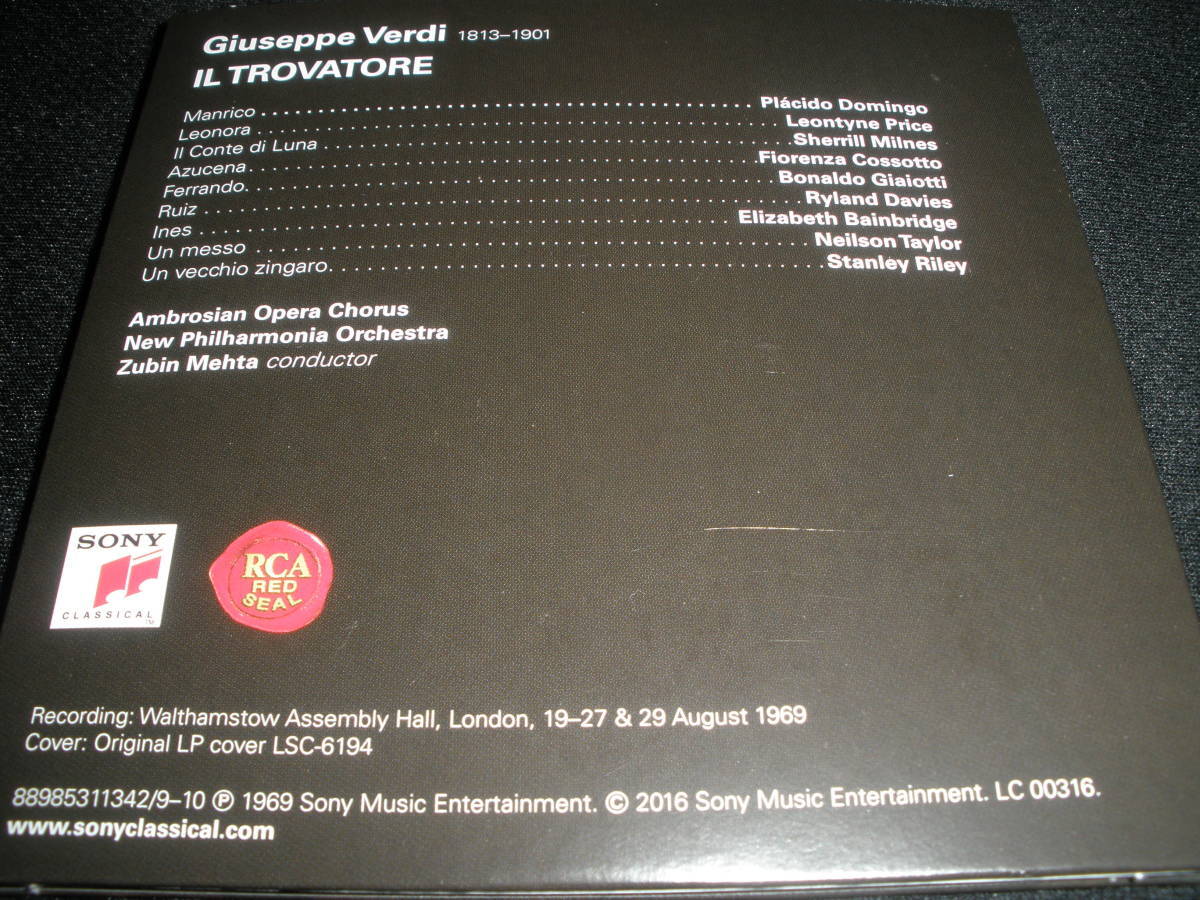 Giuseppe Verdi 1813–1901
IL TROVATORE
Manrico . . . . . . . . . . . . . . . . . . . . . . . . . . . . . . . . . . . . . . . . Plácido Domingo
Leonora . . . . . . . . . . . . . . . . . . . . . . . . . . . . . . . . . . . . . . . . Leontyne Price
Il Conte di Luna . . . . . . . . . . . . . . . . . . . . . . . . . . . . . . . . . . Sherrill Milnes
Azucena . . . . . . . . . . . . . . . . . . . . . . . . . . . . . . . . . . . . . . . . Fiorenza Cossotto
Ferrando. . . . . . . . . . . . . . . . . . . . . . . . . . . . . . . . . . . . . . . . Bonaldo Giaiotti
Ruiz . . . . . . . . . . . . . . . . . . . . . . . . . . . . . . . . . . . . . . . . . . . Ryland Davies
Ines . . . . . . . . . . . . . . . . . . . . . . . . . . . . . . . . . . . . . . . . Elizabeth Bainbridge
Un messo . . . . . . . . . . . . . . . . . . . . . . . . . . . . . . . . . . . . . . Neilson Taylor
Un vecchio zingaro. . . . . . . . . . . . . . . . . . . . . . . . . . . . . . . . Stanley Riley
Ambrosian Opera Chorus
New Philharmonia Orchestra
Zubin Mehta conductor
SONY
CLASSICAL™
RCA
RED
SEAL
Recording: Walthamstow Assembly Hall, London, 19–27 & 29 August 1969
Cover: Original LP cover LSC-6194
88985311342/9–10 ℗ 1969 Sony Music Entertainment. © 2016 Sony Music Entertainment. LC 00316.
www.sonyclassical.com